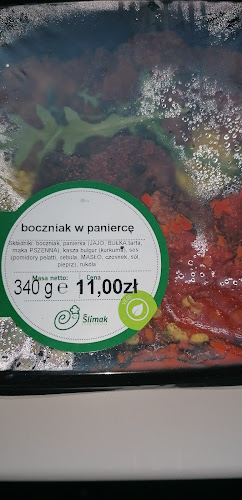 boczniak w panierce
Składniki: boczniak, panierka (JAJO, BUŁKA tarta,
mąka PSZENNA), kasza bulgur (kurkuma), sos
(pomidory pelatti, cebula, MASŁO, czosnek, sól,
pieprz), rukola
Masa netto: Cena
340 g e 11,00zł
Ślimak